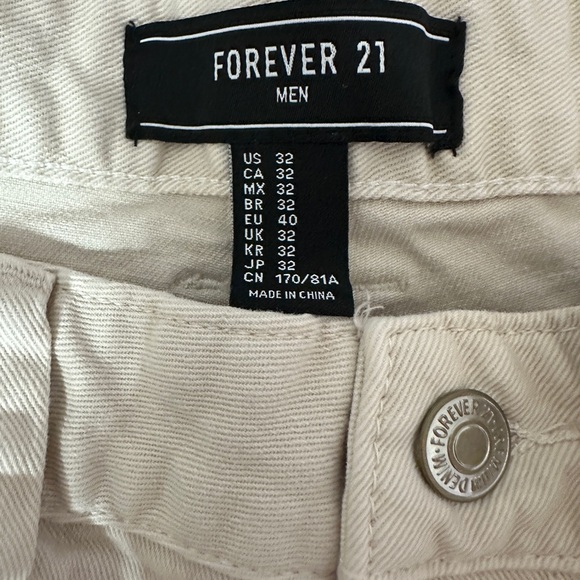 FOREVER 21
MEN
US 32
CA 32
MX 32
BR 32
EU 40
UK 32
KR 32
JP 32
CN 170/81A
MADE IN CHINA
FOREVER 21
DENIM